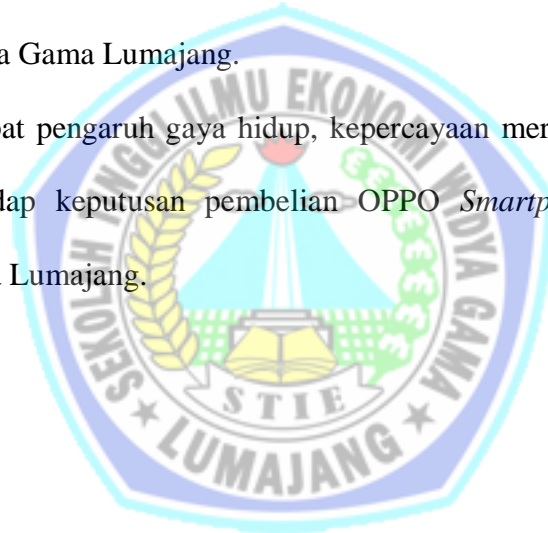 a Gama Lumajang.
pat pengaruh gaya hidup, kepercayaan mer
dap keputusan pembelian OPPO Smartp
Lumajang.
SEKOLAH TINGGI ILMU EKONOMI WIDYA GAMA
STIE
LUMAJANG